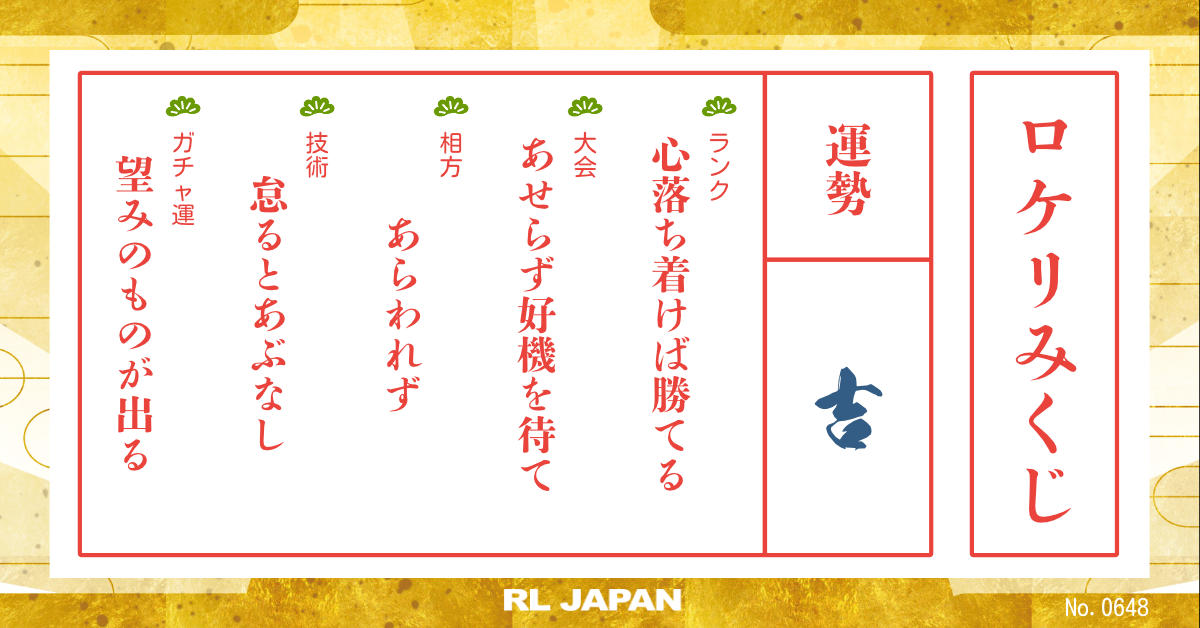 ロケリみくじ
運勢
吉
ランク
心落ち着けば勝てる
大会
あせらず好機を待て
相方
あらわれず
技術
怠るとあぶなし
ガチャ運
望みのものが出る
RL JAPAN
No. 0648